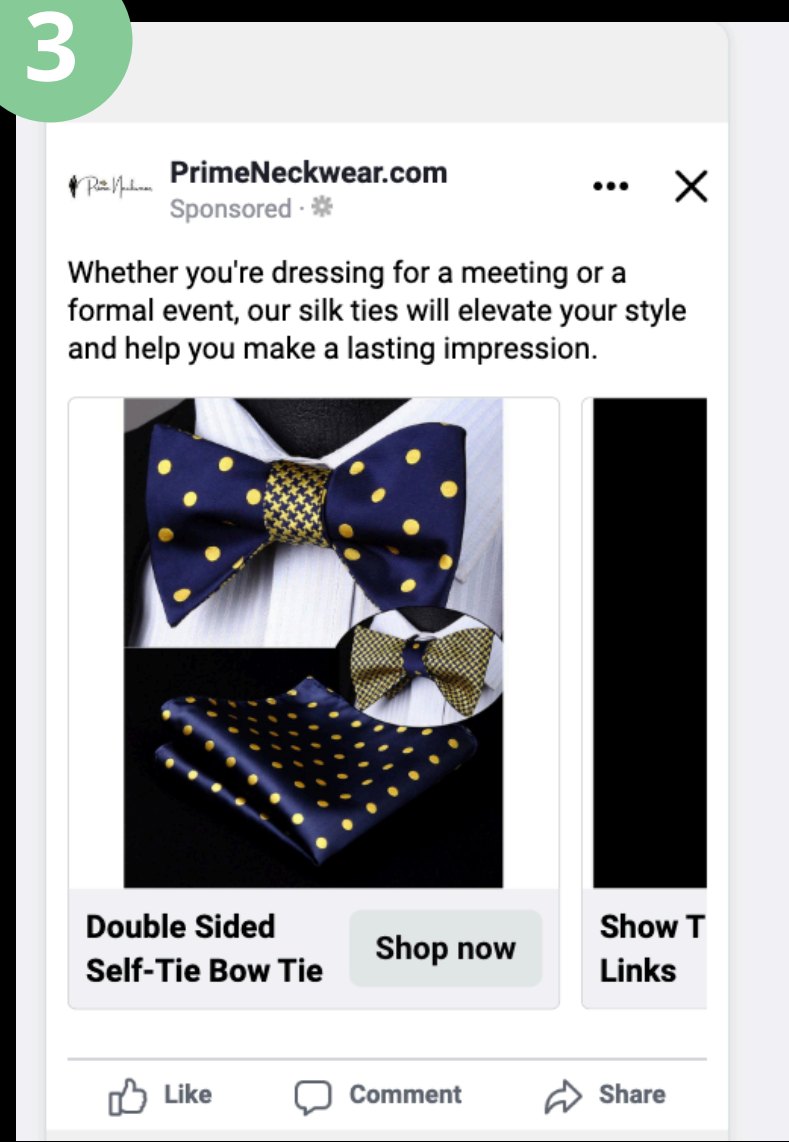 3
PrimeNeckwear.com
Sponsored ·
Whether you're dressing for a meeting or a
formal event, our silk ties will elevate your style
and help you make a lasting impression.
Double Sided
Self-Tie Bow Tie
Shop now
Show T
Links
Like
Comment
Share